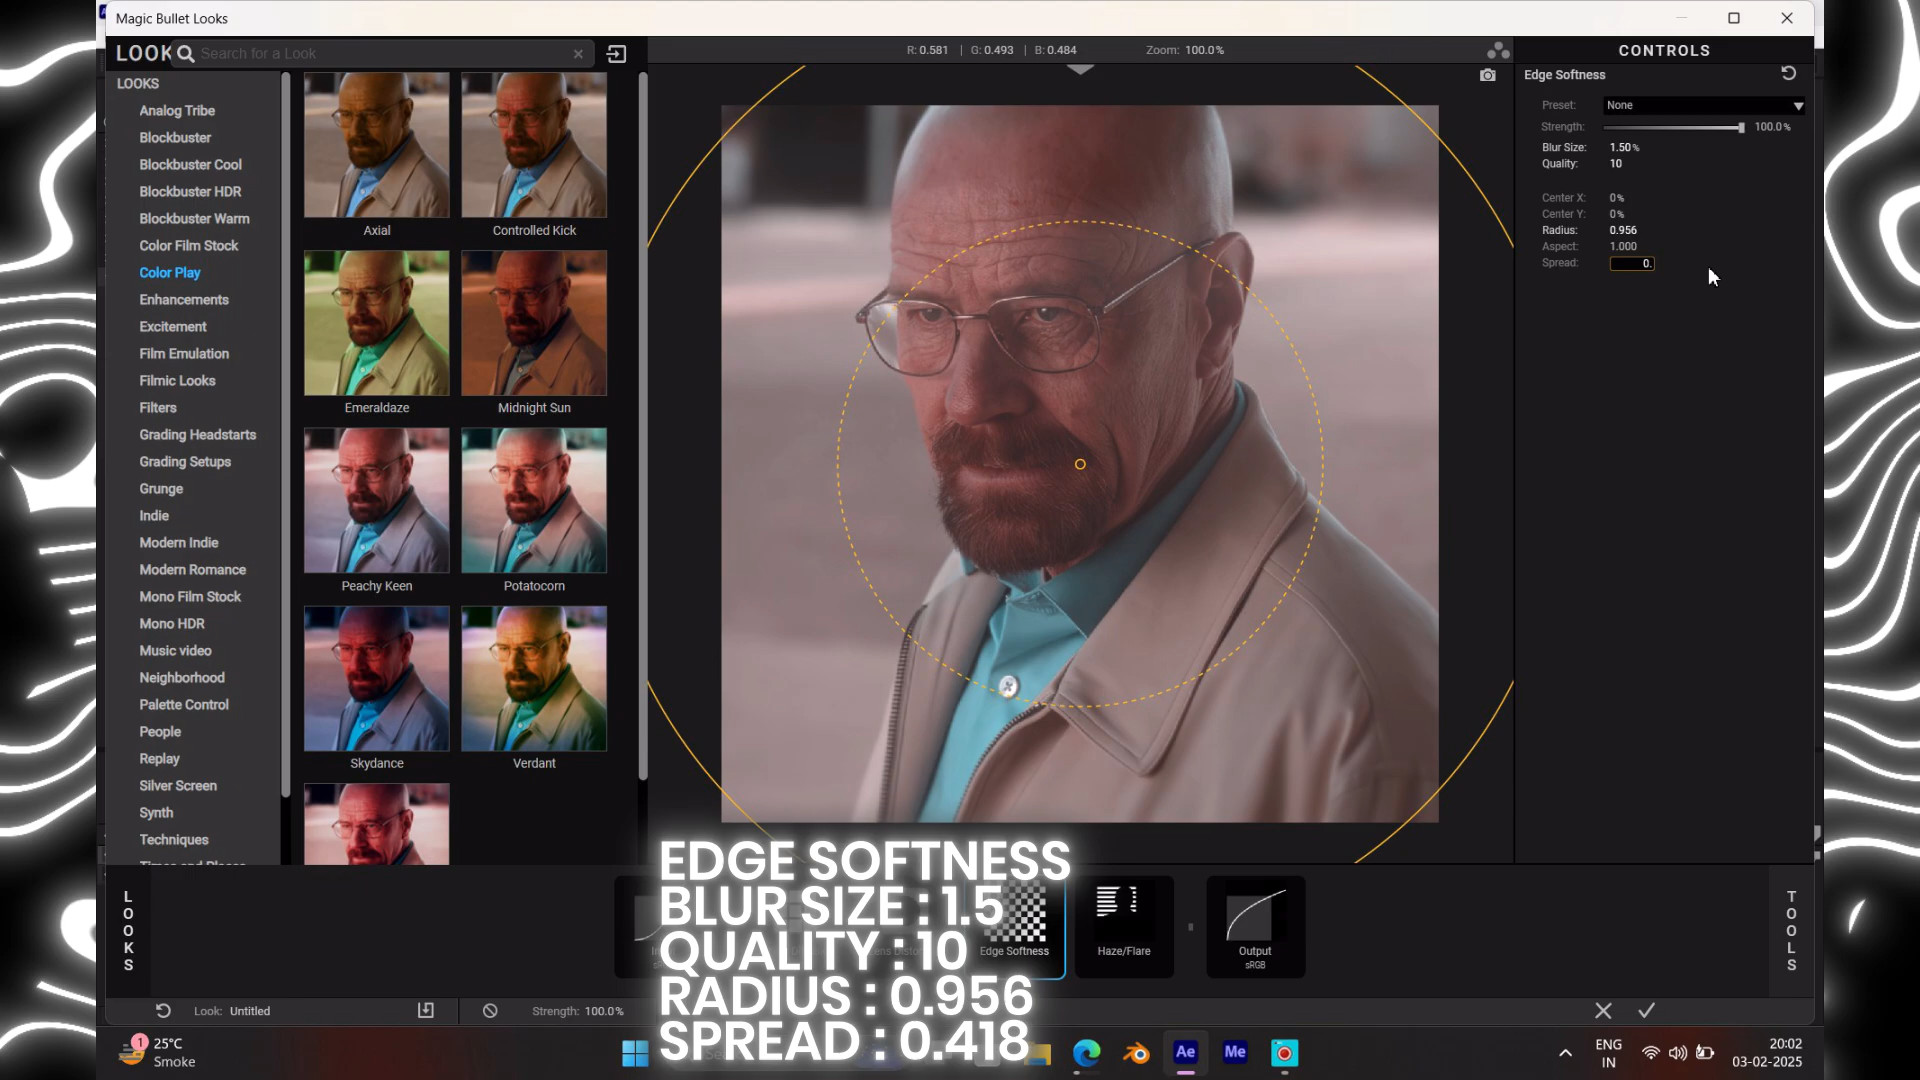 Magic Bullet Looks
LOOK
Search for a Look
R: 0.581 | G: 0.493 | B: 0.484
Zoom: 100.0%
CONTROLS
LOOKS
Analog Tribe
Blockbuster
Blockbuster Cool
Blockbuster HDR
Blockbuster Warm
Color Film Stock
Color Play
Enhancements
Excitement
Film Emulation
Filmic Looks
Filters
Grading Headstarts
Grading Setups
Grunge
Indie
Modern Indie
Modern Romance
Mono Film Stock
Mono HDR
Music video
Neighborhood
Palette Control
People
Replay
Silver Screen
Synth
Techniques
Axial
Controlled Kick
Emeraldaze
Midnight Sun
Peachy Keen
Potatocorn
Skydance
Verdant
Edge Softness
Preset: None
Strength: 100.0%
Blur Size: 1.50%
Quality: 10
Center X: 0%
Center Y: 0%
Radius: 0.956
Aspect: 1.000
Spread: 0.
LOOKS
EDGE SOFTNESS
BLUR SIZE : 1.5
QUALITY : 10
RADIUS : 0.956
SPREAD : 0.418
Edge Softness
Haze/Flare
Output
sRGB
TOOLS
Look: Untitled
Strength: 100.0%
1
25°C
Smoke
Ae
Me
ENG
IN
20:02
03-02-2025